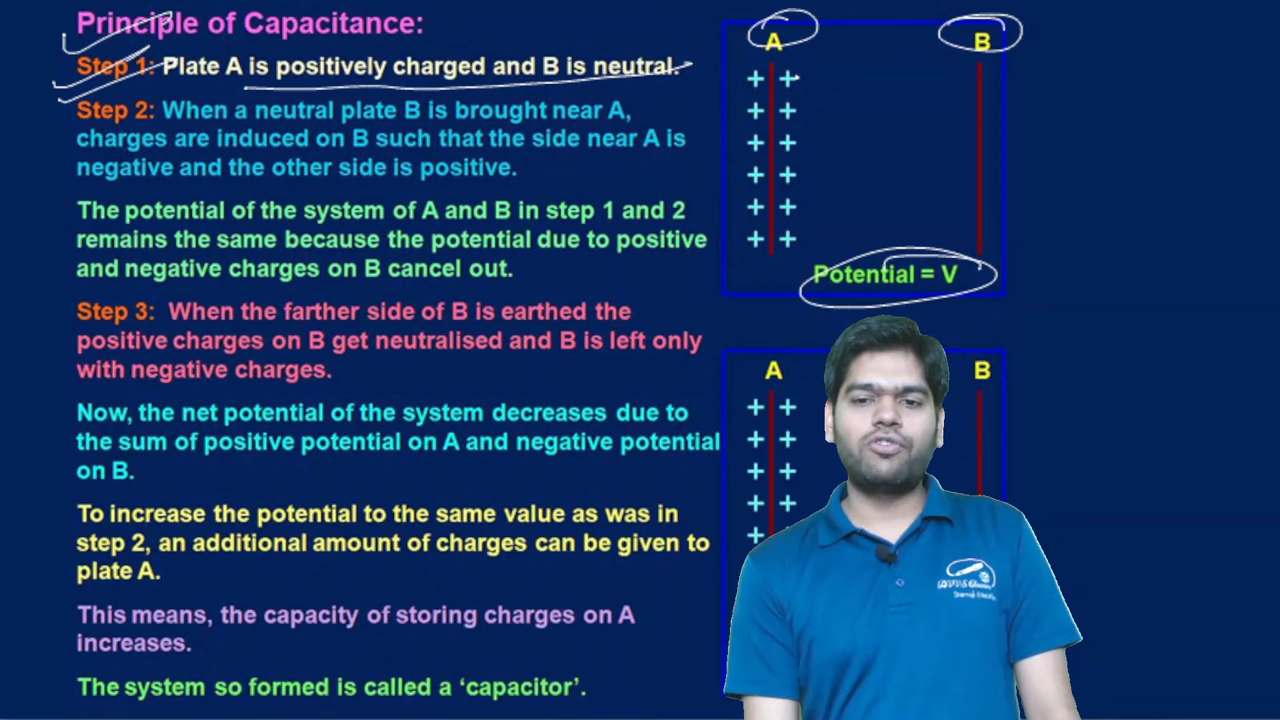 Principle of Capacitance:
Step 1: Plate A is positively charged and B is neutral.
Step 2: When a neutral plate B is brought near A,
charges are induced on B such that the side near A is
negative and the other side is positive.
The potential of the system of A and B in step 1 and 2
remains the same because the potential due to positive
and negative charges on B cancel out.
Step 3: When the farther side of B is earthed the
positive charges on B get neutralised and B is left only
with negative charges.
Now, the net potential of the system decreases due to
the sum of positive potential on A and negative potential
on B.
To increase the potential to the same value as was in
step 2, an additional amount of charges can be given to
plate A.
This means, the capacity of storing charges on A
increases.
The system so formed is called a ‘capacitor’.
A B
+ +
+ +
+ +
+ +
+ +
+ +
Potential = V
A B
+ +
+ +
+ +
+ +
+